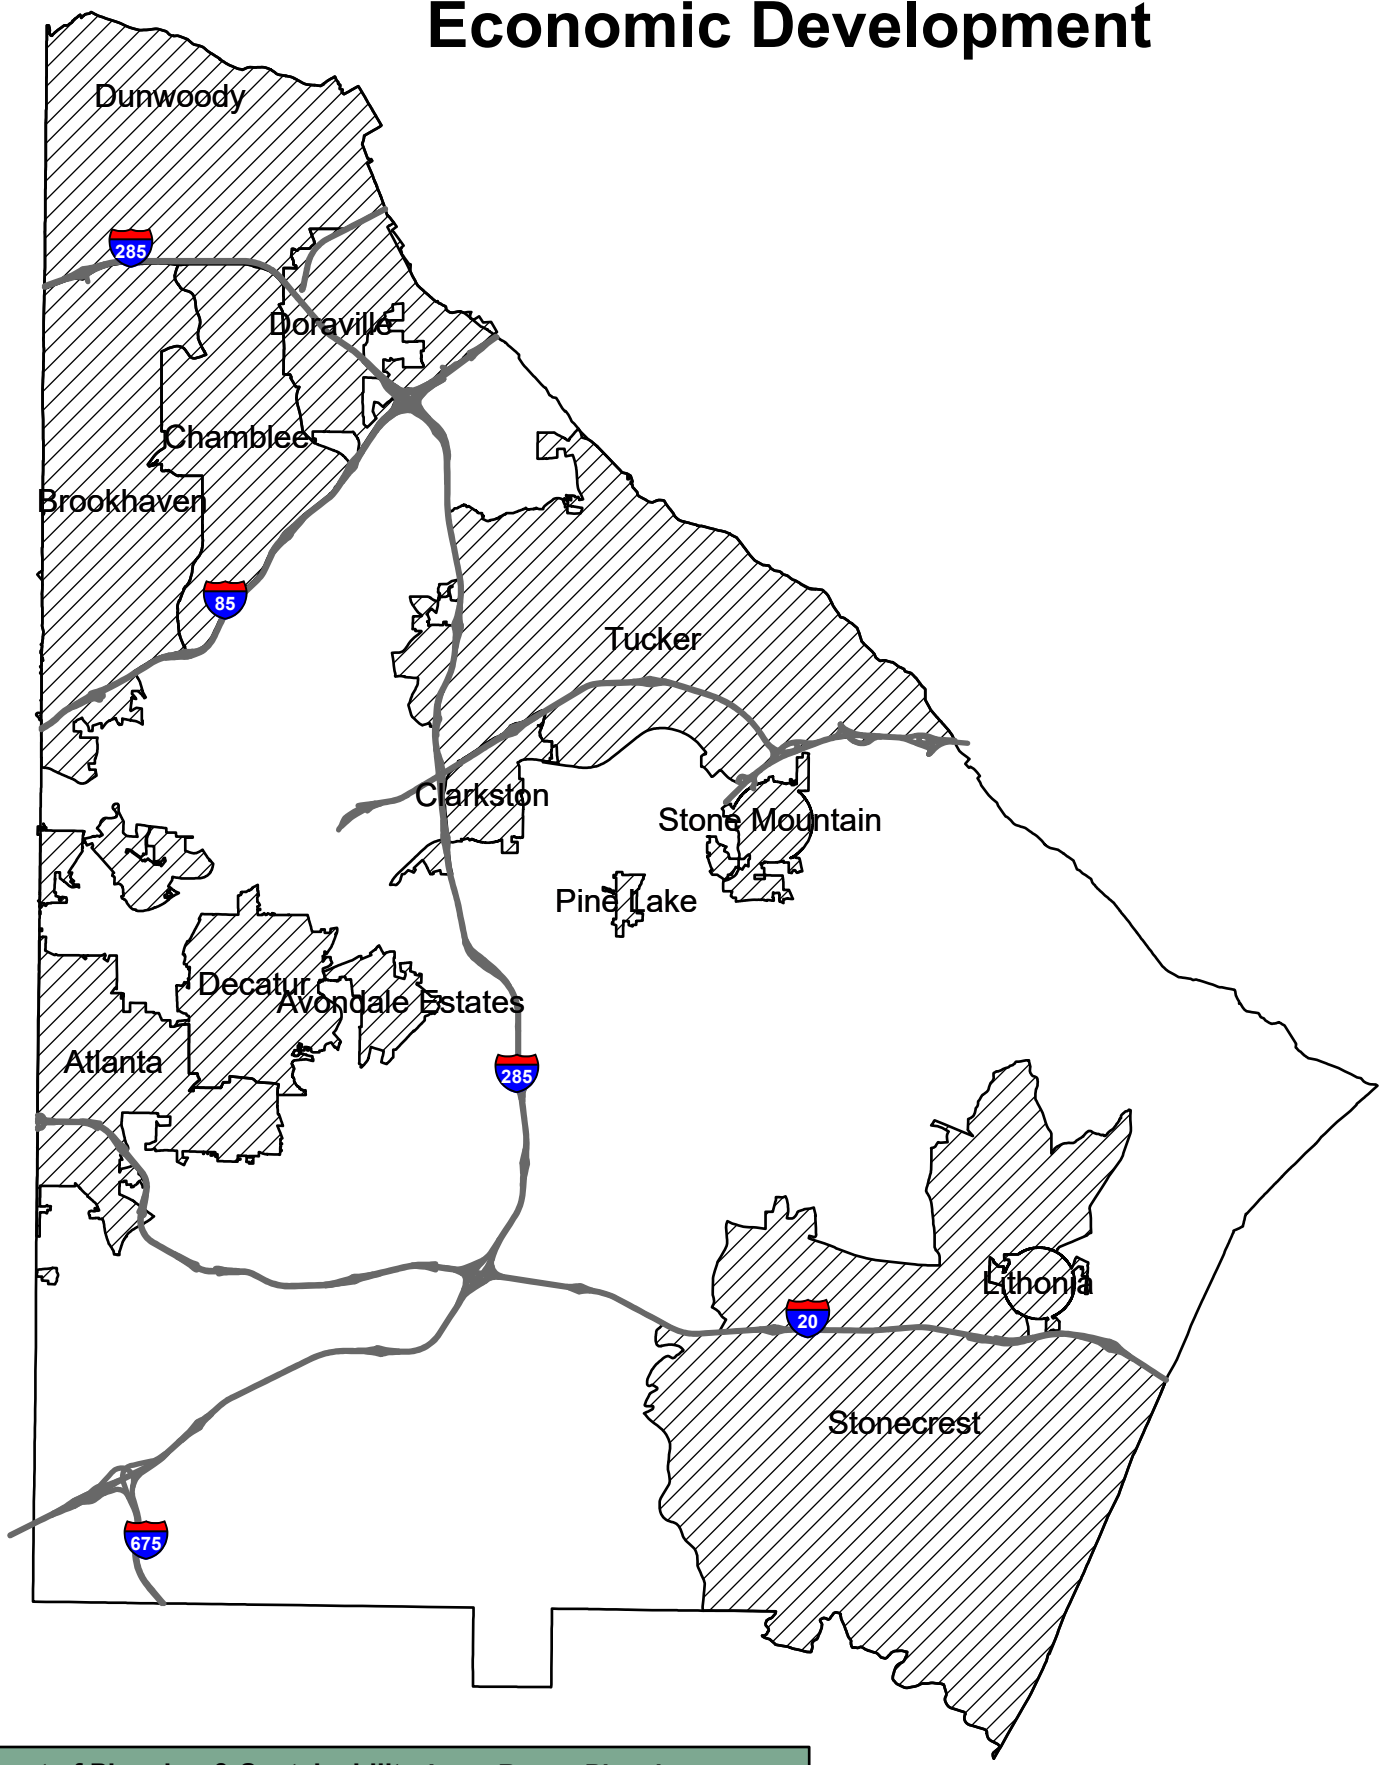 Economic Development
Dunwoody
285
Doraville
Chamblee
Brookhaven
85
Tucker
Clarkston
Stone Mountain
Pine Lake
Decatur
Avondale Estates
Atlanta
285
Lithonia
20
Stonecrest
675